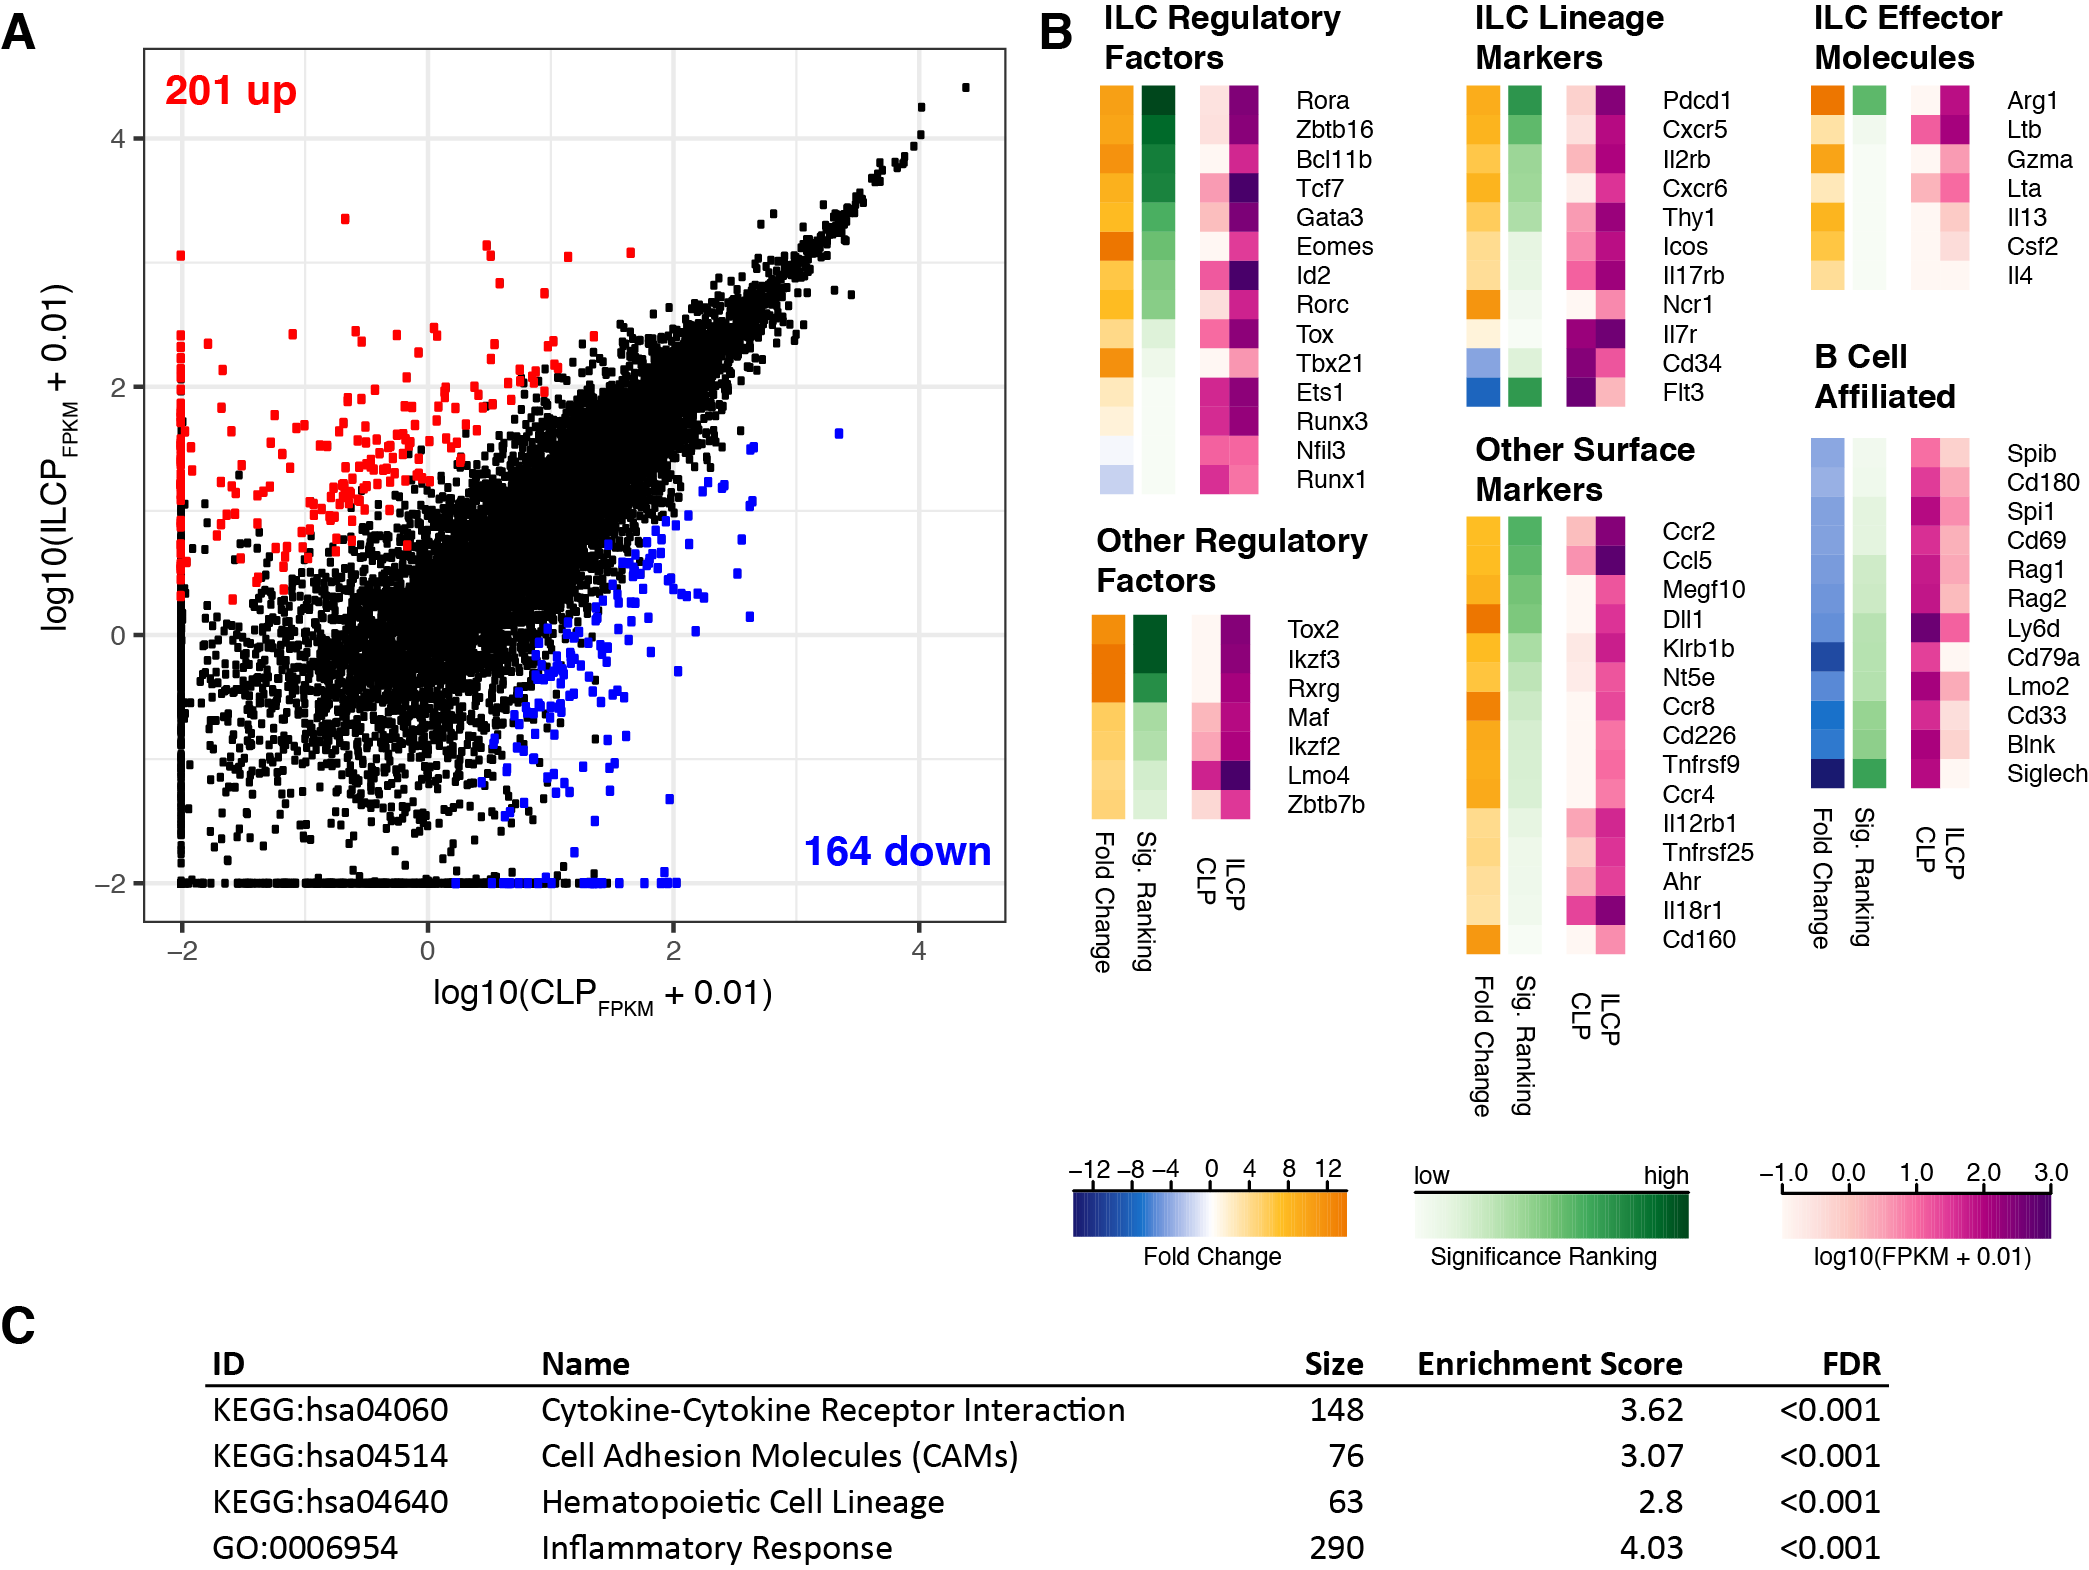 A
201 up
164 down
4
2
0
−2
−2
0
2
4
log10(ILCP FPKM + 0.01)
log10(CLP FPKM + 0.01)
B
ILC Regulatory
Factors
Rora
Zbtb16
Bcl11b
Tcf7
Gata3
Eomes
Id2
Rorc
Tox
Tbx21
Ets1
Runx3
Nfil3
Runx1
Other Regulatory
Factors
Tox2
Ikzf3
Rxrg
Maf
Ikzf2
Lmo4
Zbtb7b
Fold Change
Sig. Ranking
CLP
ILCP
ILC Lineage
Markers
Pdcd1
Cxcr5
Il2rb
Cxcr6
Thy1
Icos
Il17rb
Ncr1
Il7r
Cd34
Flt3
Other Surface
Markers
Ccr2
Ccl5
Megf10
Dll1
Klrb1b
Nt5e
Ccr8
Cd226
Tnfrsf9
Ccr4
Il12rb1
Tnfrsf25
Ahr
Il18r1
Cd160
Fold Change
Sig. Ranking
CLP
ILCP
ILC Effector
Molecules
Arg1
Ltb
Gzma
Lta
Il13
Csf2
Il4
B Cell
Affiliated
Spib
Cd180
Spi1
Cd69
Rag1
Rag2
Ly6d
Cd79a
Lmo2
Cd33
Blnk
Siglech
Fold Change
Sig. Ranking
CLP
ILCP
−12 −8 −4 0 4 8 12
Fold Change
low high
Significance Ranking
−1.0 0.0 1.0 2.0 3.0
log10(FPKM + 0.01)
C
ID Name Size Enrichment Score FDR
KEGG:hsa04060 Cytokine-Cytokine Receptor Interaction 148 3.62 <0.001
KEGG:hsa04514 Cell Adhesion Molecules (CAMs) 76 3.07 <0.001
KEGG:hsa04640 Hematopoietic Cell Lineage 63 2.8 <0.001
GO:0006954 Inflammatory Response 290 4.03 <0.001